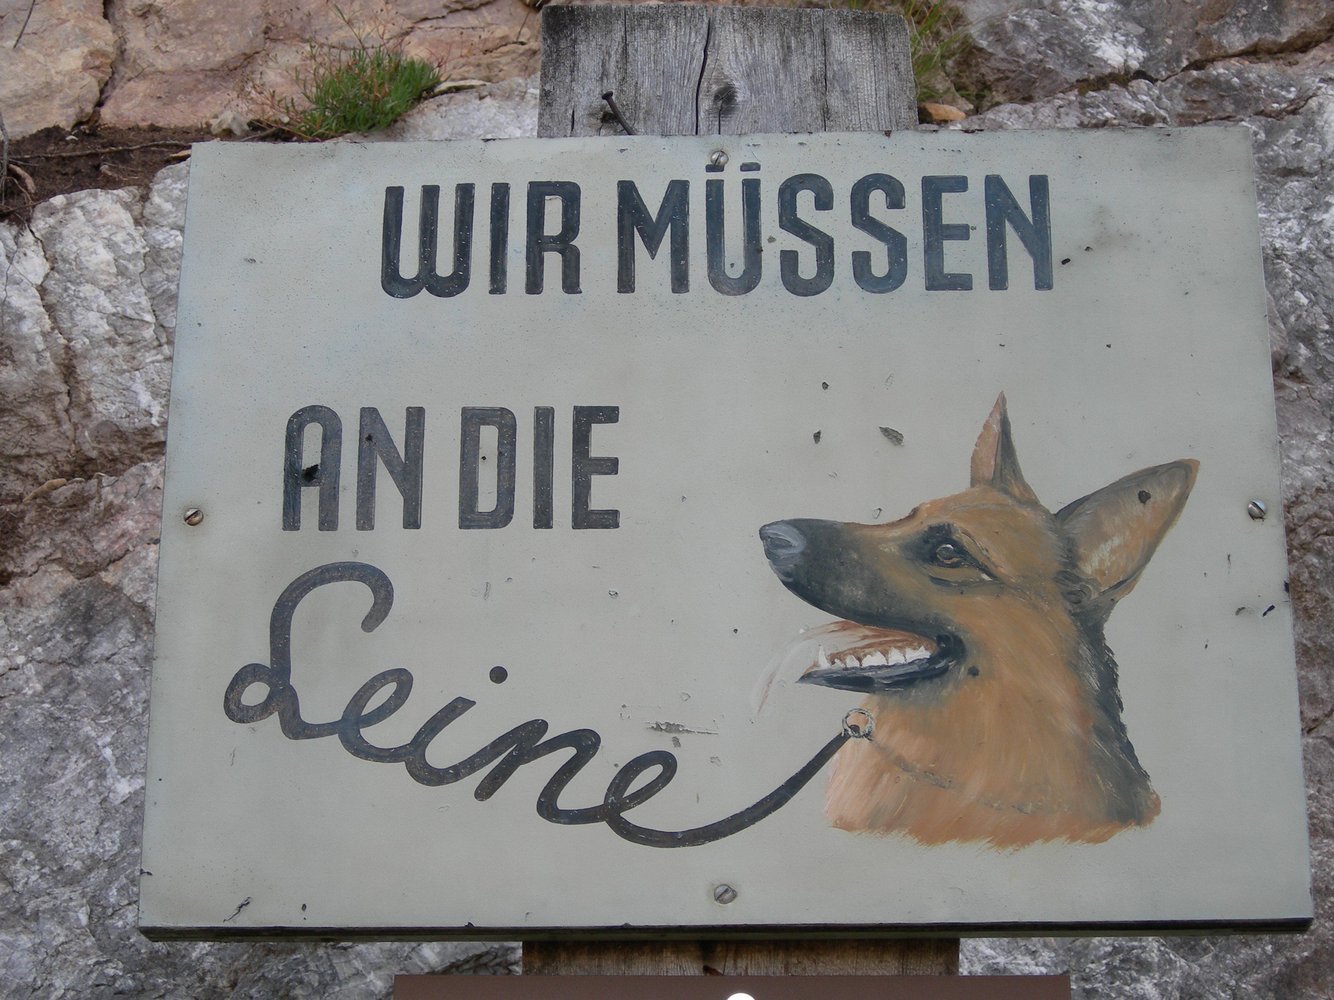 WIR MÜSSEN
AN DIE
Leine